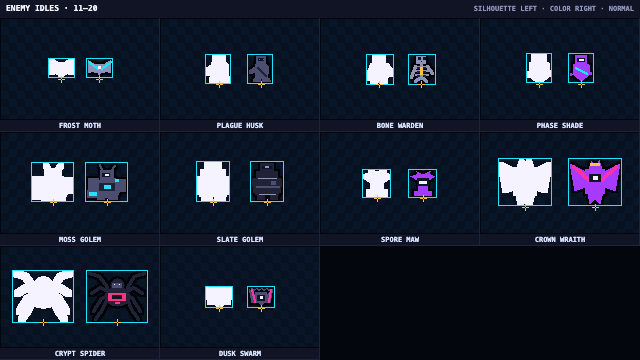 ENEMY IDLES · 11—20
SILHOUETTE LEFT · COLOR RIGHT · NORMAL
FROST MOTH
PLAGUE HUSK
BONE WARDEN
PHASE SHADE
MOSS GOLEM
SLATE GOLEM
SPORE MAW
CROWN WRAITH
CRYPT SPIDER
DUSK SWARM